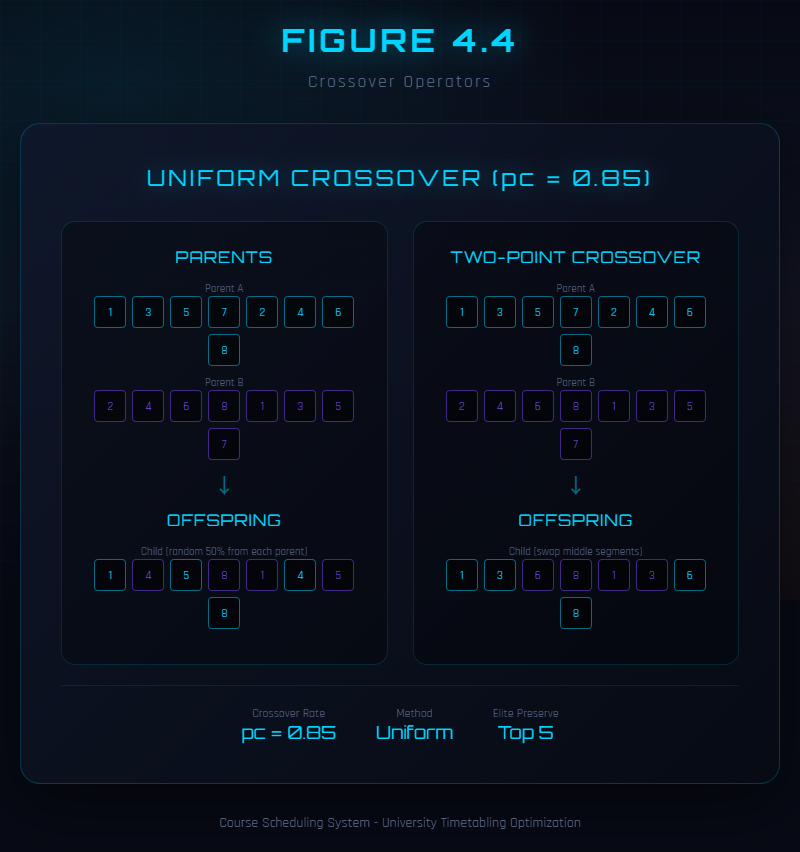 FIGURE 4.4
Crossover Operators
UNIFORM CROSSOVER (pc = 0.85)
PARENTS
Parent A
1 3 5 7 2 4 6
8
Parent B
2 4 6 8 1 3 5
7
↓
OFFSPRING
Child (random 50% from each parent)
1 4 5 8 1 4 5
8
TWO-POINT CROSSOVER
Parent A
1 3 5 7 2 4 6
8
Parent B
2 4 6 8 1 3 5
7
↓
OFFSPRING
Child (swap middle segments)
1 3 6 8 1 3 6
8
Crossover Rate
pc = 0.85
Method
Uniform
Elite Preserve
Top 5
Course Scheduling System - University Timetabling Optimization